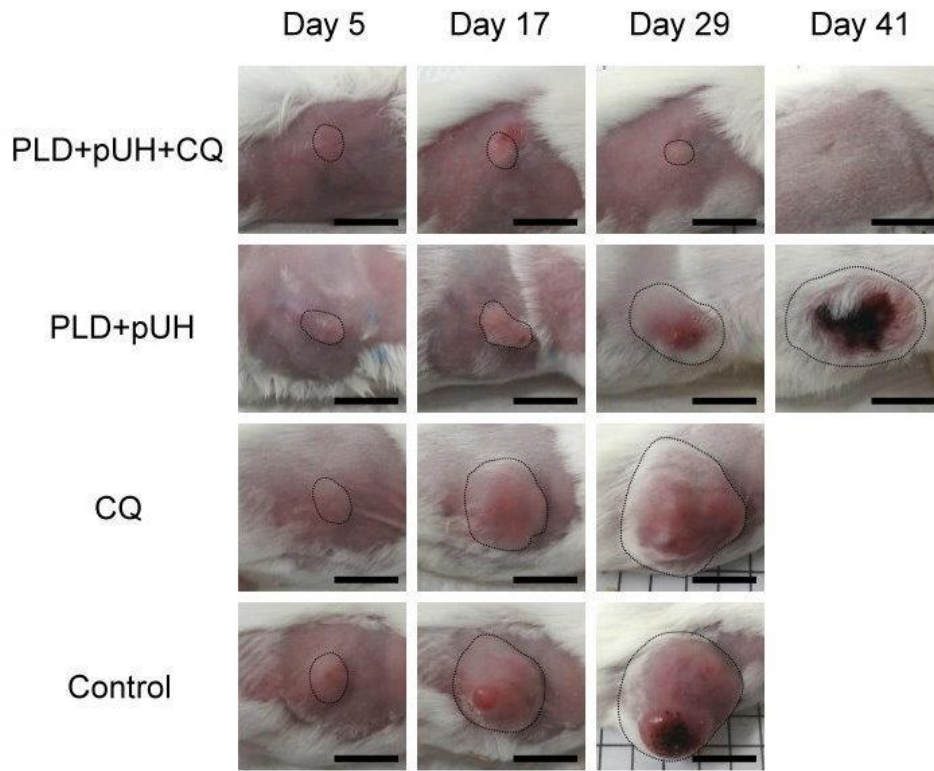 Day 5 Day 17 Day 29 Day 41
PLD+pUH+CQ
PLD+pUH
CQ
Control